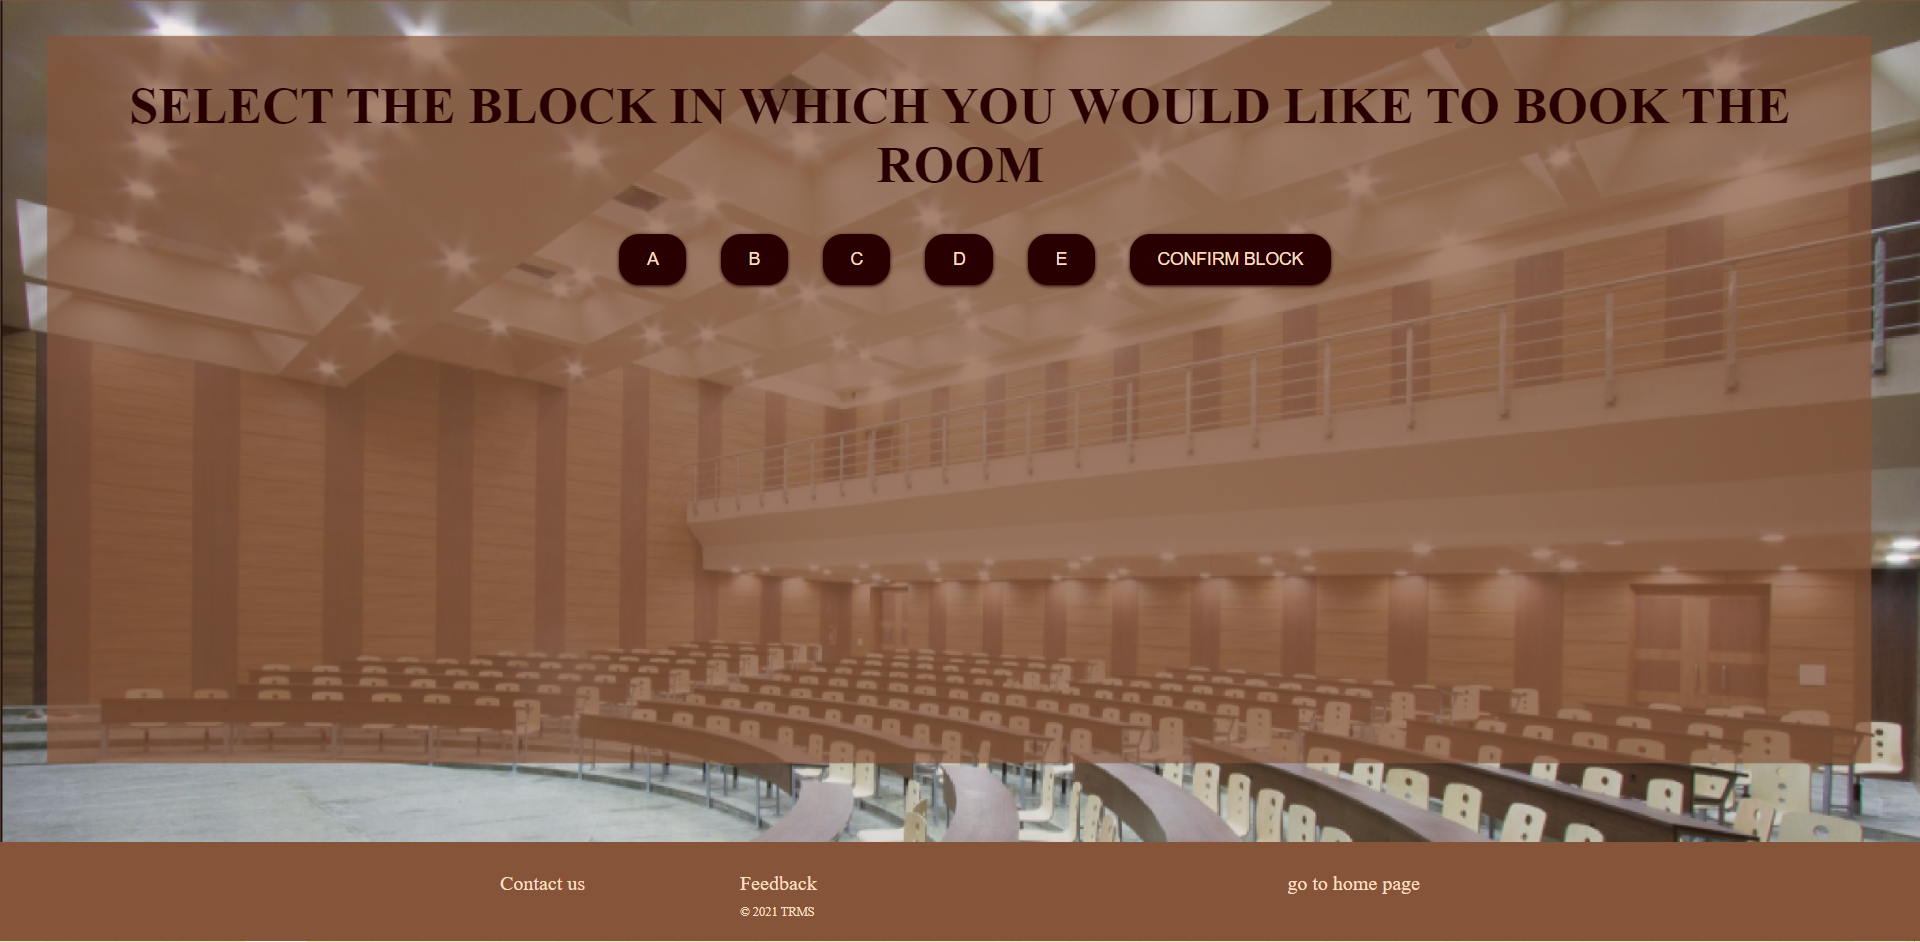 SELECT THE BLOCK IN WHICH YOU WOULD LIKE TO BOOK THE
ROOM
A B C D E CONFIRM BLOCK
Contact us Feedback go to home page
© 2021 TRMS